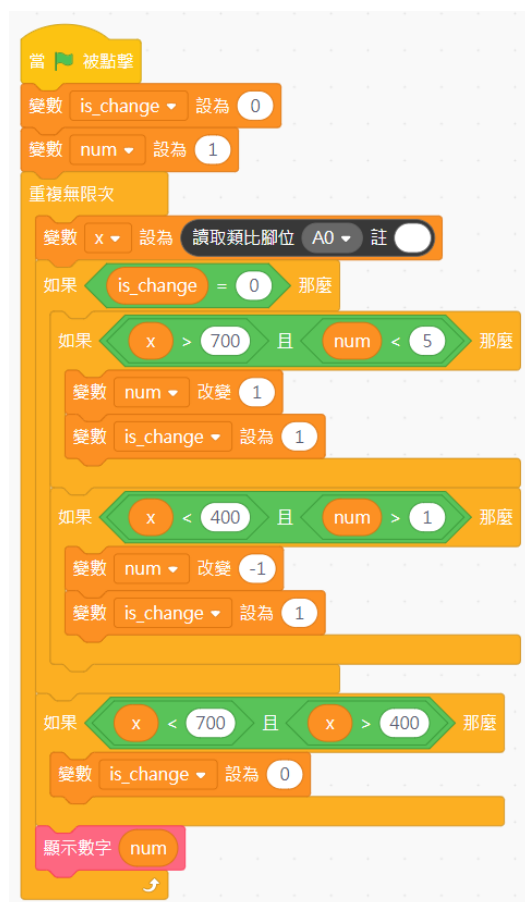 當 被點擊
變數 is_change 設為 0
變數 num 設為 1
重複無限次
變數 x 設為 讀取類比腳位 A0 註
如果 is_change = 0 那麼
如果 x > 700 且 num < 5 那麼
變數 num 改變 1
變數 is_change 設為 1
如果 x < 400 且 num > 1 那麼
變數 num 改變 -1
變數 is_change 設為 1
如果 x < 700 且 x > 400 那麼
變數 is_change 設為 0
顯示數字 num